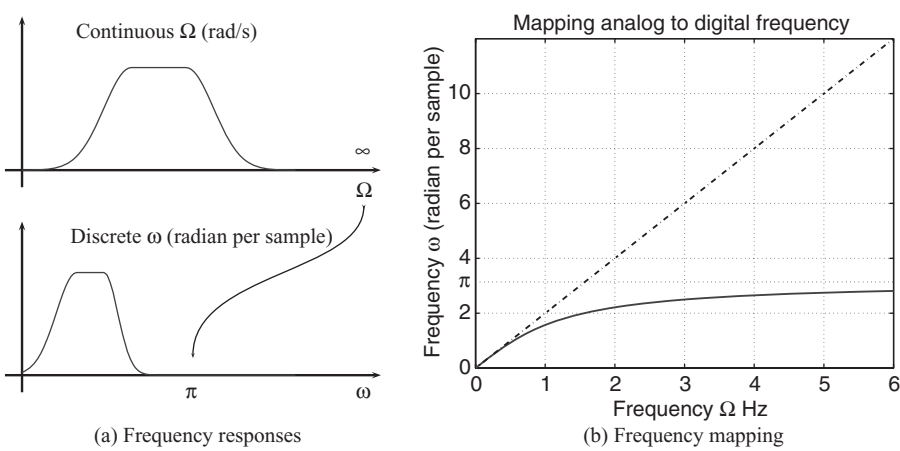 Continuous Ω (rad/s)
∞
Ω
Discrete ω (radian per sample)
π
ω
(a) Frequency responses
Mapping analog to digital frequency
Frequency ω (radian per sample)
10
8
6
4
π
2
0
0 1 2 3 4 5 6
Frequency Ω Hz
(b) Frequency mapping